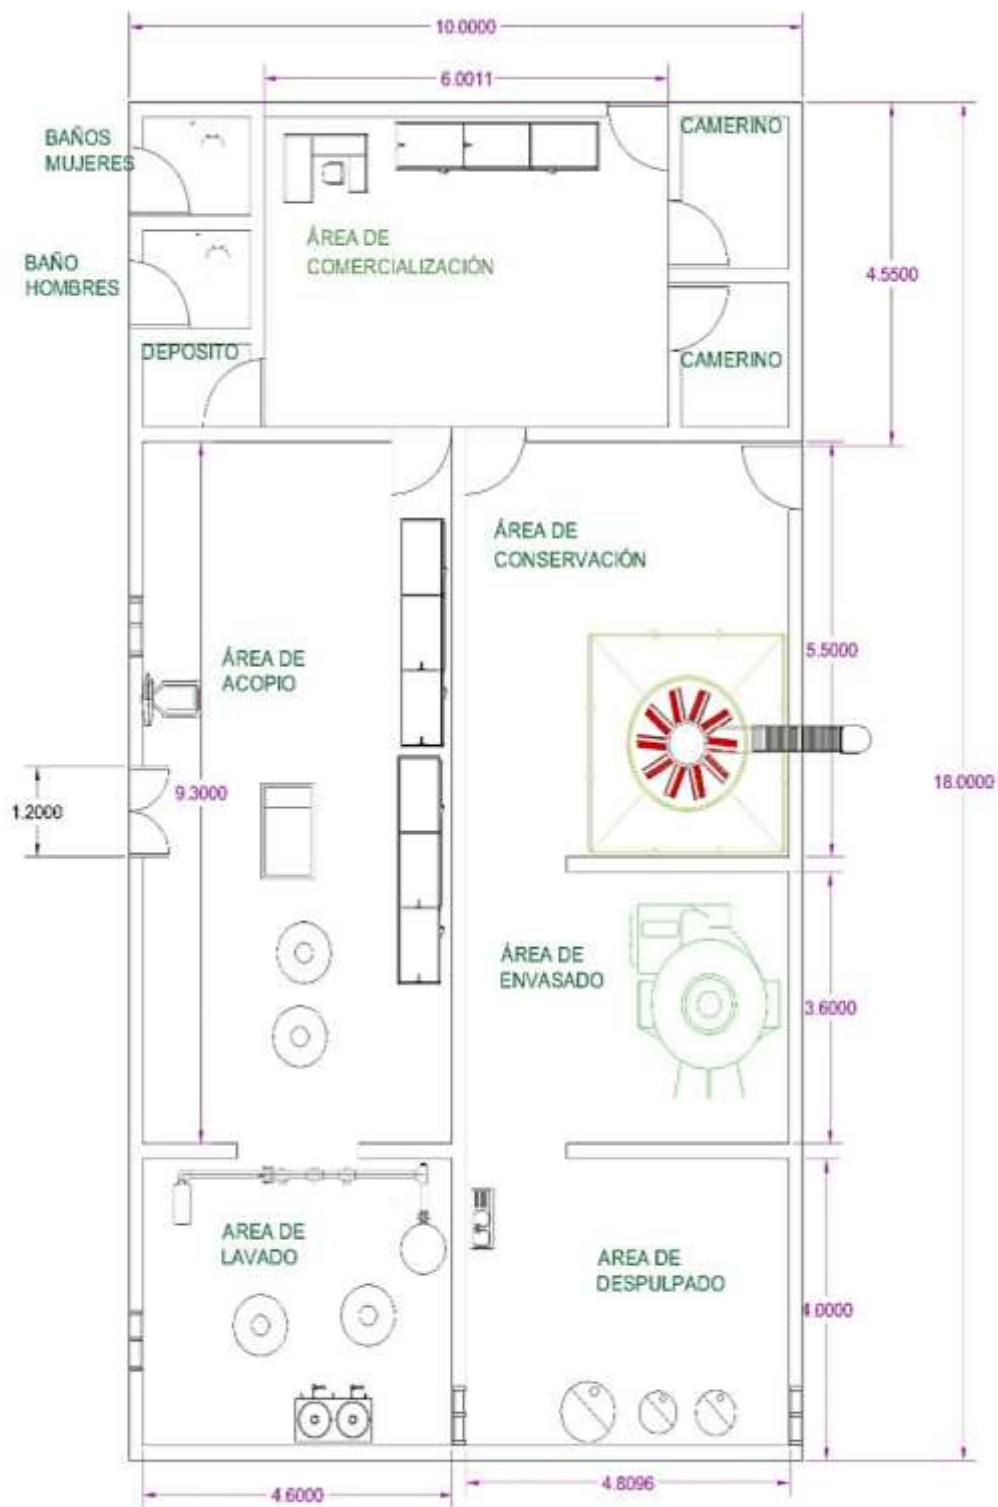 10.0000
6.0011
BAÑOS
MUJERES
CAMERINO
ÁREA DE
COMERCIALIZACIÓN
BAÑO
HOMBRES
4.5500
DEPOSITO
CAMERINO
ÁREA DE
CONSERVACIÓN
ÁREA DE
ACOPIO
5.5000
1.2000
9.3000
18.0000
ÁREA DE
ENVASADO
3.6000
AREA DE
LAVADO
AREA DE
DESPULPADO
4.0000
4.6000
4.8096